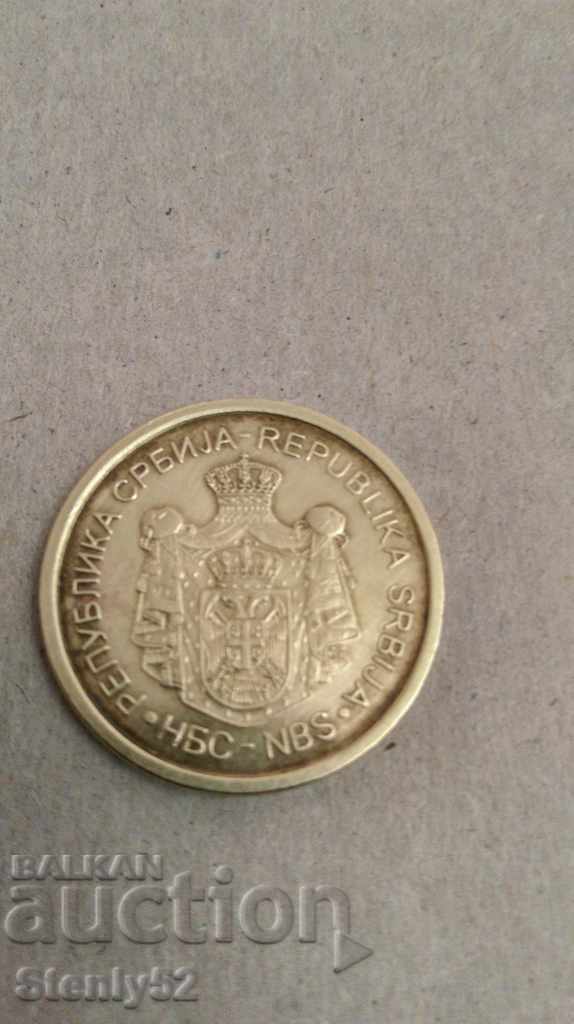 РЕПУБЛИКА СРБИЈА - REPUBLIKA SRBIJA
• НБС - NBS •
BALKAN
auction
Stenly52